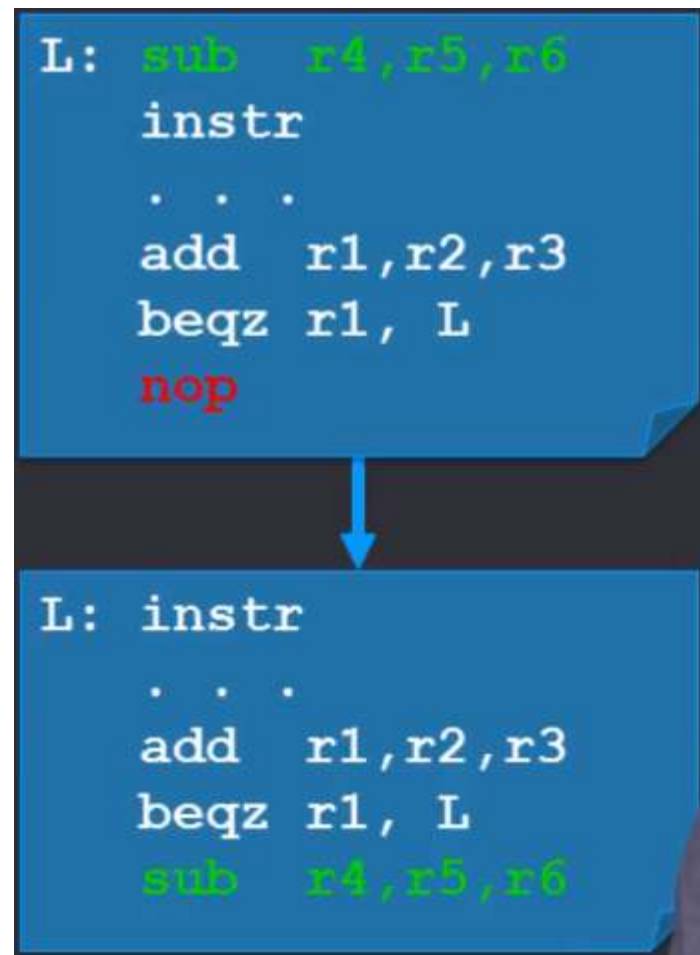 L: sub r4,r5,r6
instr
. . .
add r1,r2,r3
beqz r1, L
nop
L: instr
. . .
add r1,r2,r3
beqz r1, L
sub r4,r5,r6